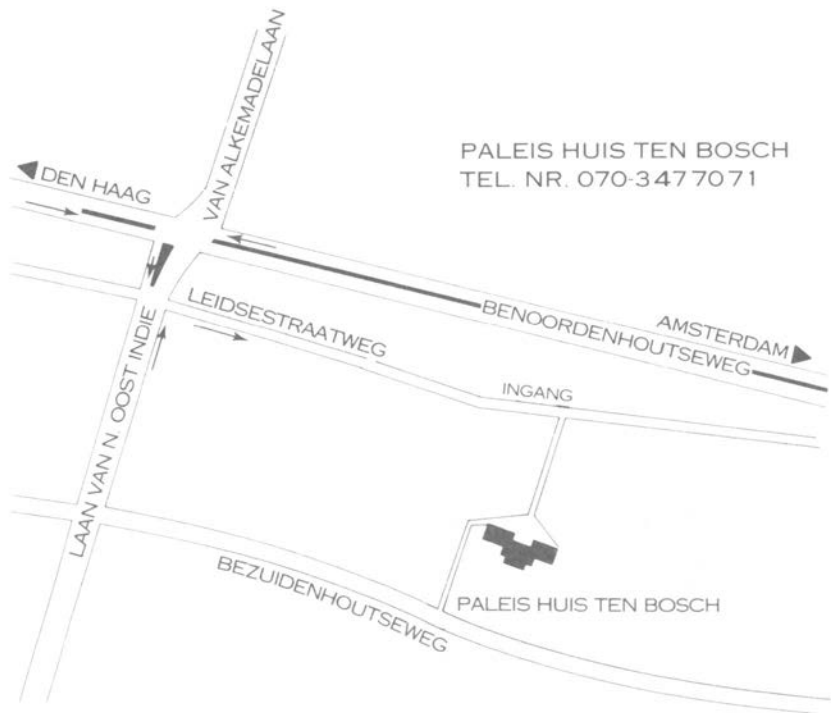 VAN ALKEMADELAAN
PALEIS HUIS TEN BOSCH
TEL. NR. 070-3477071
DEN HAAG
BENOORDENHOUTSEWEG
AMSTERDAM
LEIDSESTRAATWEG
INGANG
LAAN VAN N. OOST INDIE
BEZUIDENHOUTSEWEG
PALEIS HUIS TEN BOSCH